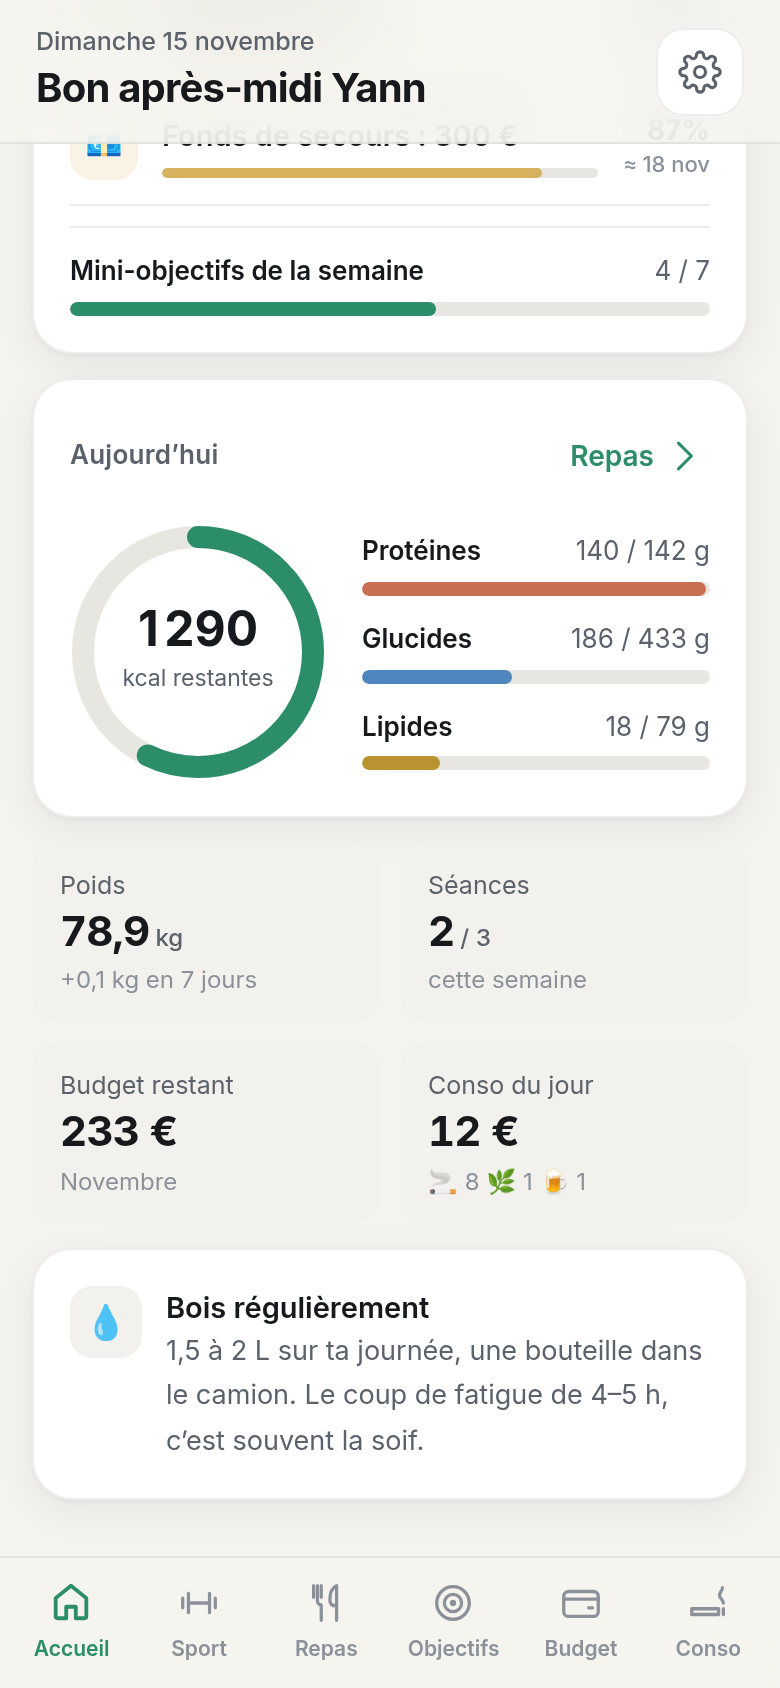 Dimanche 15 novembre
Bon après-midi Yann
Fonds de secours : 300 €
87%
≈ 18 nov
Mini-objectifs de la semaine
4 / 7
Aujourd’hui
Repas
1 290
kcal restantes
Protéines
140 / 142 g
Glucides
186 / 433 g
Lipides
18 / 79 g
Poids
78,9 kg
+0,1 kg en 7 jours
Séances
2 / 3
cette semaine
Budget restant
233 €
Novembre
Conso du jour
12 €
🚬 8 🌿 1 🍺 1
Bois régulièrement
1,5 à 2 L sur ta journée, une bouteille dans
le camion. Le coup de fatigue de 4–5 h,
c’est souvent la soif.
Accueil
Sport
Repas
Objectifs
Budget
Conso